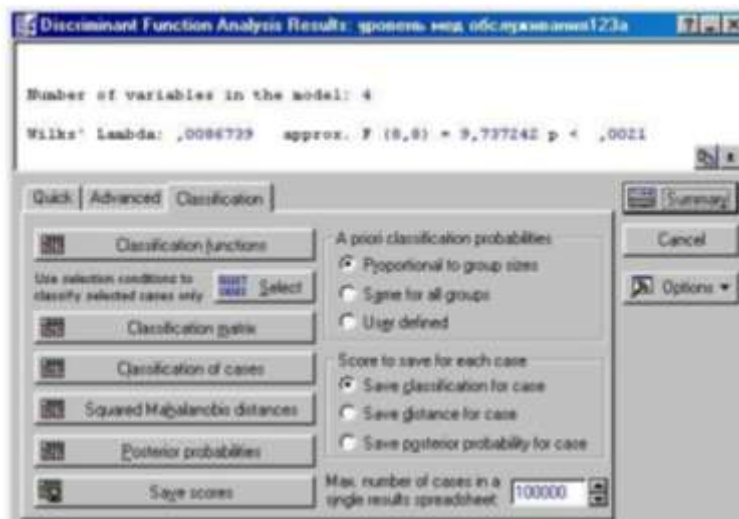 Discriminant Function Analysis Results: уровень мед обслуживания123a
Number of variables in the model: 4
Wilks' Lambda: ,0086739 approx. F (8,8) = 9,737242 p < ,0021
Quick Advanced Classification
Summary
Cancel
Options
Classification functions
Use selection conditions to
classify selected cases only
Select
Classification matrix
Classification of cases
Squared Mahalanobis distances
Posterior probabilities
Save scores
A priori classification probabilities
Proportional to group sizes
Same for all groups
User defined
Score to save for each case
Save classification for case
Save distance for case
Save posterior probability for case
Max. number of cases in a
single results spreadsheet:
100000